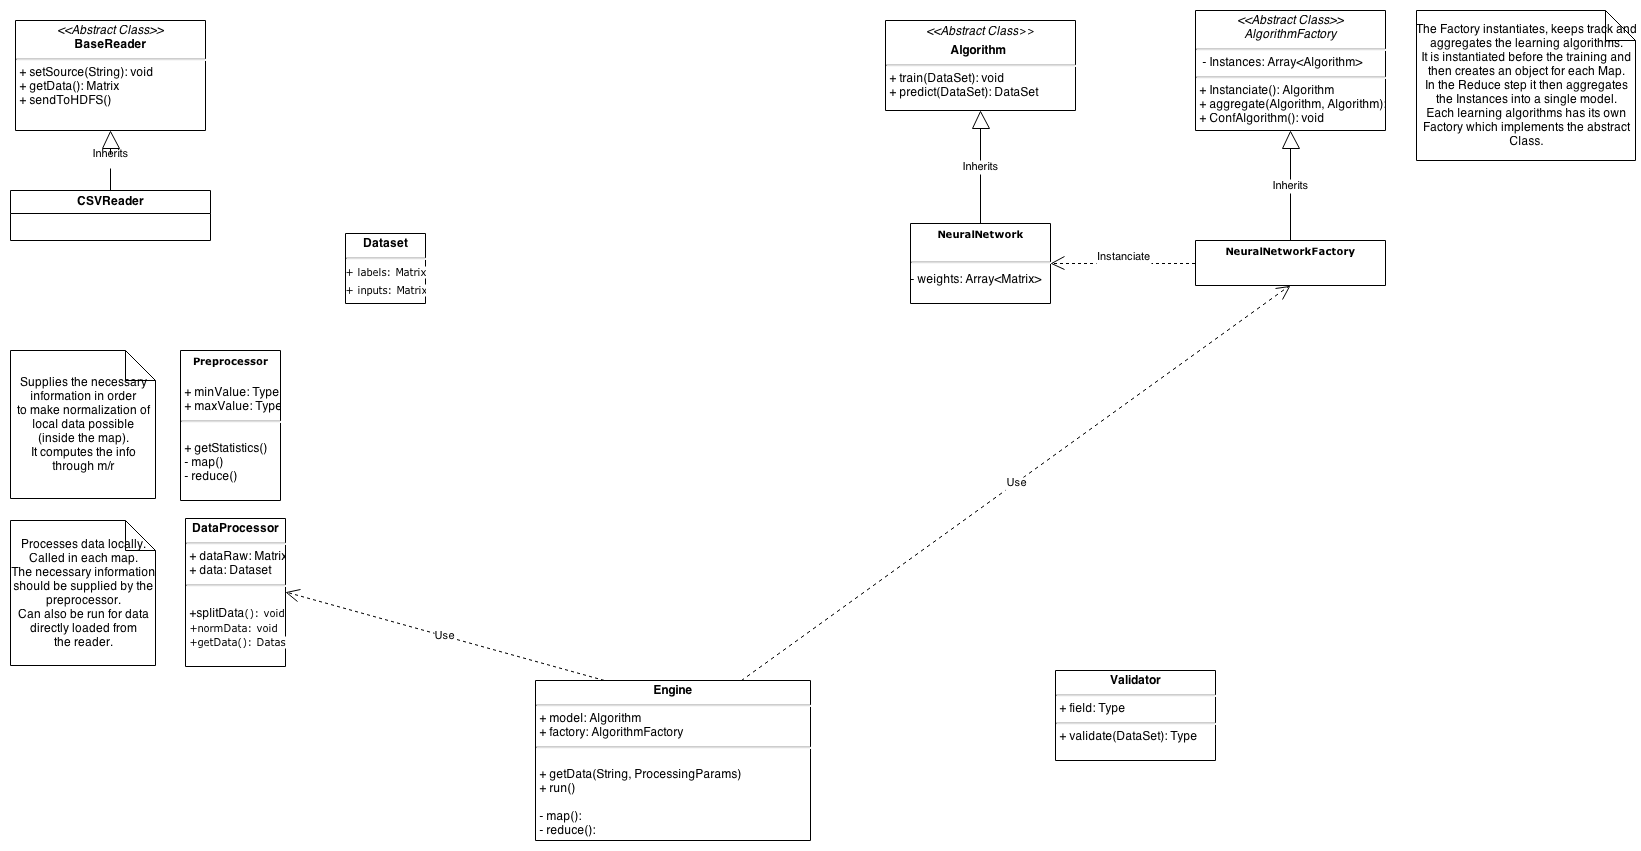 <<Abstract Class>>
BaseReader
+ setSource(String): void
+ getData(): Matrix
+ sendToHDFS()
Inherits
CSVReader
<<Abstract Class>>
Algorithm
+ train(DataSet): void
+ predict(DataSet): DataSet
Inherits
<<Abstract Class>>
AlgorithmFactory
- Instances: Array<Algorithm>
+ Instanciate(): Algorithm
+ aggregate(Algorithm, Algorithm)
+ ConfAlgorithm(): void
Inherits
The Factory instantiates, keeps track and
aggregates the learning algorithms.
It is instantiated before the training and
then creates an object for each Map.
In the Reduce step it then aggregates
the Instances into a single model.
Each learning algorithms has its own
Factory which implements the abstract
Class.
Dataset
+ labels: Matrix
+ inputs: Matrix
NeuralNetwork
- weights: Array<Matrix>
Instanciate
NeuralNetworkFactory
Supplies the necessary
information in order
to make normalization of
local data possible
(inside the map).
It computes the info
through m/r
Preprocessor
+ minValue: Type
+ maxValue: Type
+ getStatistics()
- map()
- reduce()
Use
Processes data locally.
Called in each map.
The necessary information
should be supplied by the
preprocessor.
Can also be run for data
directly loaded from
the reader.
DataProcessor
+ dataRaw: Matrix
+ data: Dataset
+splitData(): void
+normData: void
+getData(): Datas
Use
Engine
+ model: Algorithm
+ factory: AlgorithmFactory
+ getData(String, ProcessingParams)
+ run()
- map():
- reduce():
Validator
+ field: Type
+ validate(DataSet): Type